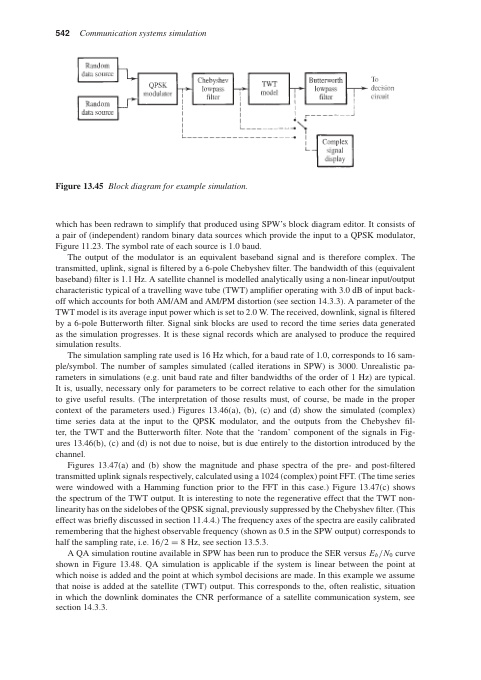 542 Communication systems simulation
Random
data source
Random
data source
QPSK
modulator
Chebyshev
lowpass
filter
TWT
model
Butterworth
lowpass
filter
To
decision
circuit
Complex
signal
display
Figure 13.45 Block diagram for example simulation.
which has been redrawn to simplify that produced using SPW's block diagram editor. It consists of
a pair of (independent) random binary data sources which provide the input to a QPSK modulator,
Figure 11.23. The symbol rate of each source is 1.0 baud.
The output of the modulator is an equivalent baseband signal and is therefore complex. The
transmitted, uplink, signal is filtered by a 6-pole Chebyshev filter. The bandwidth of this (equivalent
baseband) filter is 1.1 Hz. A satellite channel is modelled analytically using a non-linear input/output
characteristic typical of a travelling wave tube (TWT) amplifier operating with 3.0 dB of input back-
off which accounts for both AM/AM and AM/PM distortion (see section 14.3.3). A parameter of the
TWT model is its average input power which is set to 2.0 W. The received, downlink, signal is filtered
by a 6-pole Butterworth filter. Signal sink blocks are used to record the time series data generated
as the simulation progresses. It is these signal records which are analysed to produce the required
simulation results.
The simulation sampling rate used is 16 Hz which, for a baud rate of 1.0, corresponds to 16 sam-
ple/symbol. The number of samples simulated (called iterations in SPW) is 3000. Unrealistic pa-
rameters in simulations (e.g. unit baud rate and filter bandwidths of the order of 1 Hz) are typical.
It is, usually, necessary only for parameters to be correct relative to each other for the simulation
to give useful results. (The interpretation of those results must, of course, be made in the proper
context of the parameters used.) Figures 13.46(a), (b), (c) and (d) show the simulated (complex)
time series data at the input to the QPSK modulator, and the outputs from the Chebyshev fil-
ter, the TWT and the Butterworth filter. Note that the 'random' component of the signals in Fig-
ures 13.46(b), (c) and (d) is not due to noise, but is due entirely to the distortion introduced by the
channel.
Figures 13.47(a) and (b) show the magnitude and phase spectra of the pre- and post-filtered
transmitted uplink signals respectively, calculated using a 1024 (complex) point FFT. (The time series
were windowed with a Hamming function prior to the FFT in this case.) Figure 13.47(c) shows
the spectrum of the TWT output. It is interesting to note the regenerative effect that the TWT non-
linearity has on the sidelobes of the QPSK signal, previously suppressed by the Chebyshev filter. (This
effect was briefly discussed in section 11.4.4.) The frequency axes of the spectra are easily calibrated
remembering that the highest observable frequency (shown as 0.5 in the SPW output) corresponds to
half the sampling rate, i.e. 16/2 = 8 Hz, see section 13.5.3.
A QA simulation routine available in SPW has been run to produce the SER versus Eb/N0 curve
shown in Figure 13.48. QA simulation is applicable if the system is linear between the point at
which noise is added and the point at which symbol decisions are made. In this example we assume
that noise is added at the satellite (TWT) output. This corresponds to the, often realistic, situation
in which the downlink dominates the CNR performance of a satellite communication system, see
section 14.3.3.